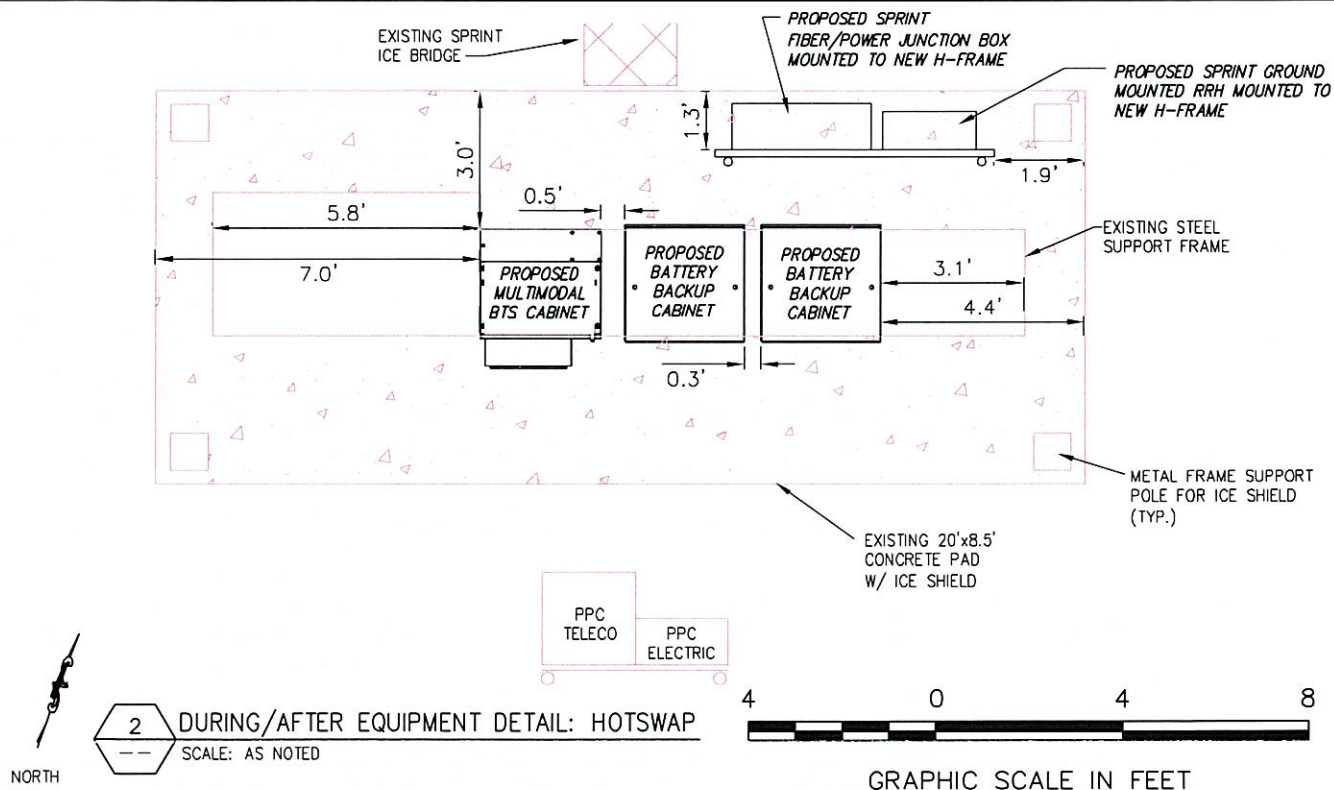 EXISTING SPRINT
ICE BRIDGE
PROPOSED SPRINT
FIBER/POWER JUNCTION BOX
MOUNTED TO NEW H-FRAME
PROPOSED SPRINT GROUND
MOUNTED RRH MOUNTED TO
NEW H-FRAME
1.3'
3.0'
1.9'
0.5'
5.8'
7.0'
EXISTING STEEL
SUPPORT FRAME
PROPOSED
MULTIMODAL
BTS CABINET
PROPOSED
BATTERY
BACKUP
CABINET
PROPOSED
BATTERY
BACKUP
CABINET
3.1'
4.4'
0.3'
METAL FRAME SUPPORT
POLE FOR ICE SHIELD
(TYP.)
EXISTING 20'x8.5'
CONCRETE PAD
W/ ICE SHIELD
PPC
TELECO
PPC
ELECTRIC
NORTH
2
--
DURING/AFTER EQUIPMENT DETAIL: HOTSWAP
SCALE: AS NOTED
4 0 4 8
GRAPHIC SCALE IN FEET